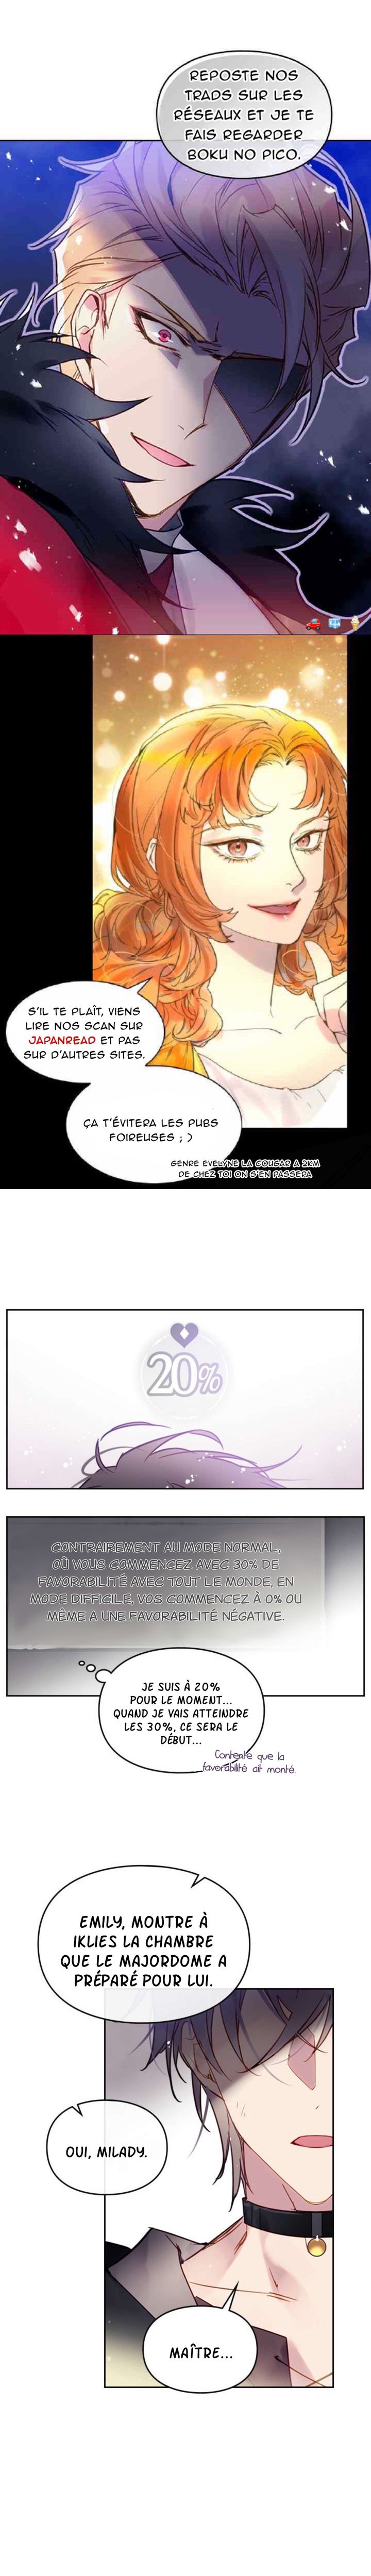 REPOSTE NOS
TRADS SUR LES
RÉSEAUX ET JE TE
FAIS REGARDER
BOKU NO PICO.
S'IL TE PLAÎT, VIENS
LIRE NOS SCAN SUR
JAPANREAD ET PAS
SUR D'AUTRES SITES.
ÇA T'ÉVITERA LES PUBS
FOIREUSES ; )
GENRE EVELYNE LA COUGAR A 2KM
DE CHEZ TOI ON S'EN PASSERA
20%
CONTRAIREMENT AU MODE NORMAL,
OÙ VOUS COMMENCEZ AVEC 30% DE
FAVORABILITÉ AVEC TOUT LE MONDE, EN
MODE DIFFICILE, VOS COMMENCEZ À 0% OU
MÊME A UNE FAVORABILITÉ NÉGATIVE.
JE SUIS À 20%
POUR LE MOMENT...
QUAND JE VAIS ATTEINDRE
LES 30%, CE SERA LE
DÉBUT...
Contente que la
favorabilité ait monté.
EMILY, MONTRE À
IKLIES LA CHAMBRE
QUE LE MAJORDOME A
PRÉPARÉ POUR LUI.
OUI, MILADY.
MAÎTRE...